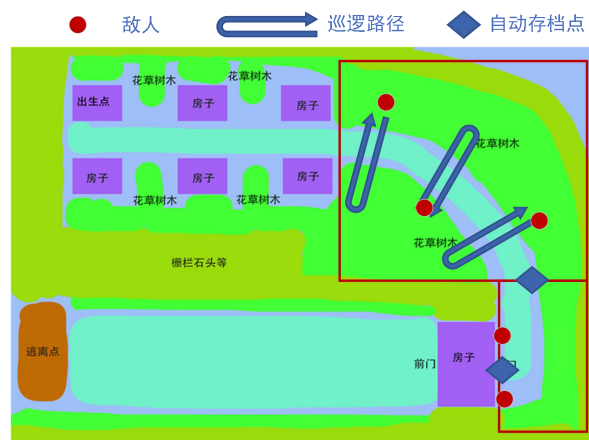 敌人 巡逻路径 自动存档点
花草树木 花草树木
出生点 房子 房子
花草树木
房子 房子 房子
花草树木 花草树木
花草树木
栅栏石头等
逃离点 前门 房子 门